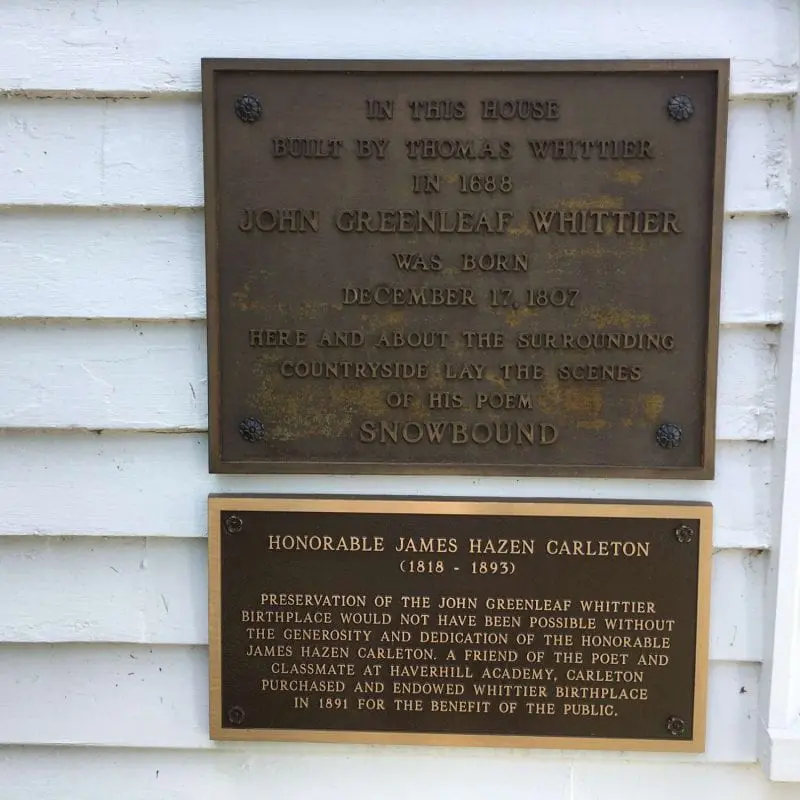 IN THIS HOUSE
BUILT BY THOMAS WHITTIER
IN 1688
JOHN GREENLEAF WHITTIER
WAS BORN
DECEMBER 17, 1807
HERE AND ABOUT THE SURROUNDING
COUNTRYSIDE LAY THE SCENES
OF HIS POEM
SNOWBOUND
HONORABLE JAMES HAZEN CARLETON
(1818 - 1893)
PRESERVATION OF THE JOHN GREENLEAF WHITTIER
BIRTHPLACE WOULD NOT HAVE BEEN POSSIBLE WITHOUT
THE GENEROSITY AND DEDICATION OF THE HONORABLE
JAMES HAZEN CARLETON. A FRIEND OF THE POET AND
CLASSMATE AT HAVERHILL ACADEMY, CARLETON
PURCHASED AND ENDOWED WHITTIER BIRTHPLACE
IN 1891 FOR THE BENEFIT OF THE PUBLIC.